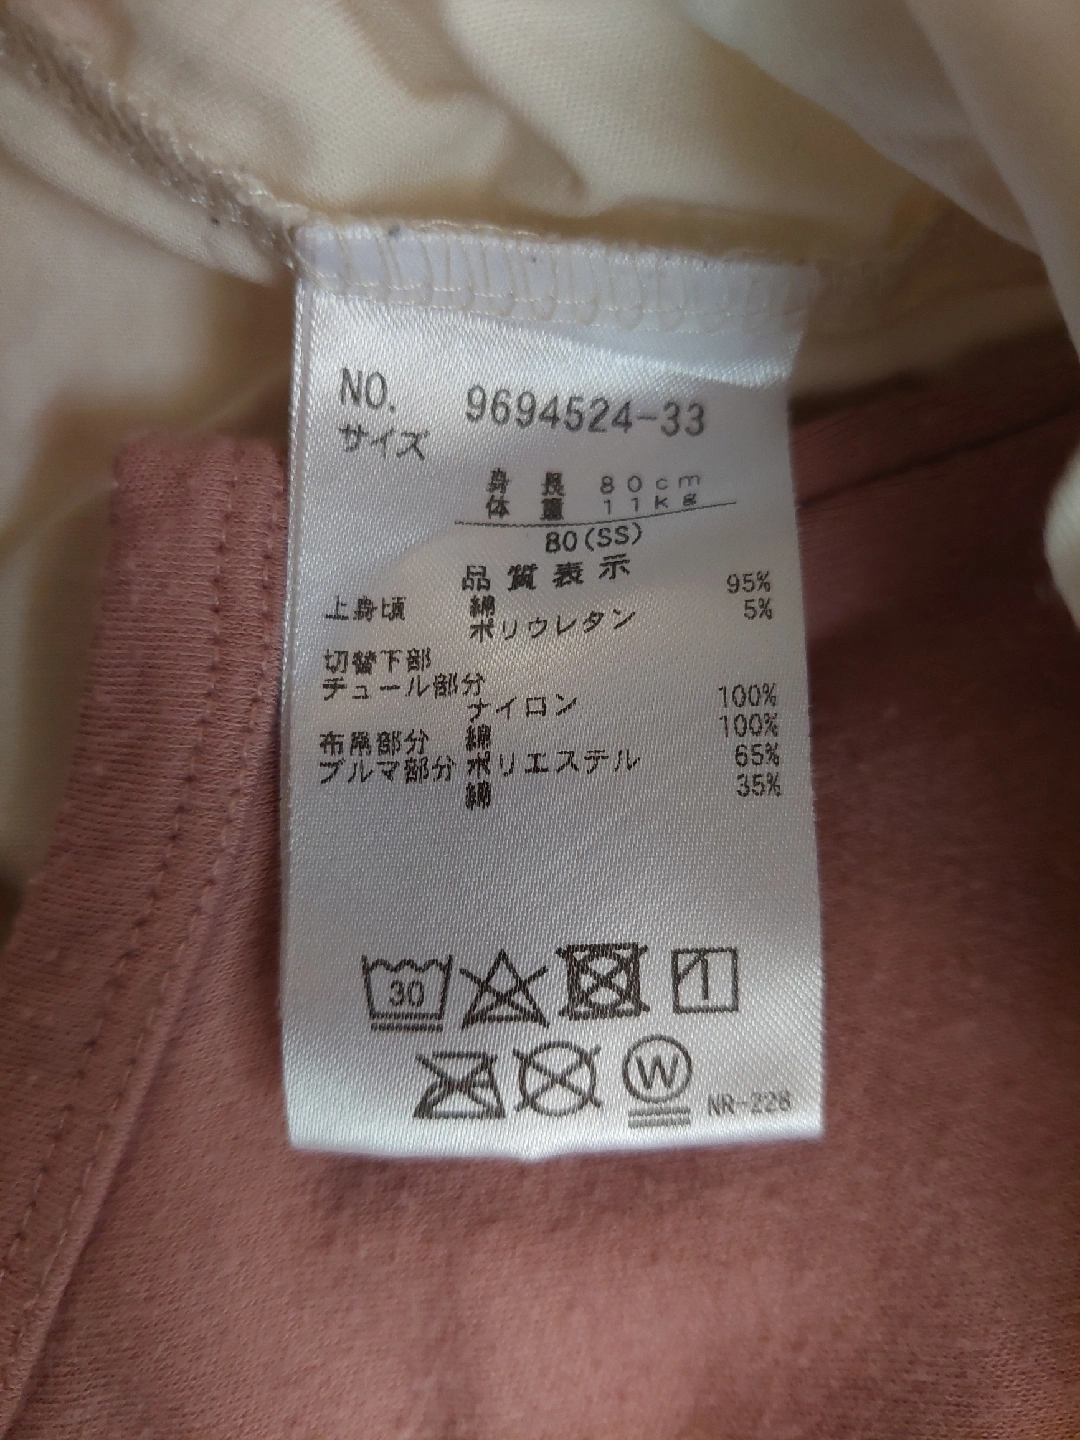 NO. 9694524-33
サイズ
身長 80cm
体重 11kg
80(SS)
品質表示
上身頃 綿 95%
ポリウレタン 5%
切替下部
チュール部分
ナイロン 100%
布帛部分 綿 100%
ブルマ部分 ポリエステル 65%
綿 35%
30
W
NR-228